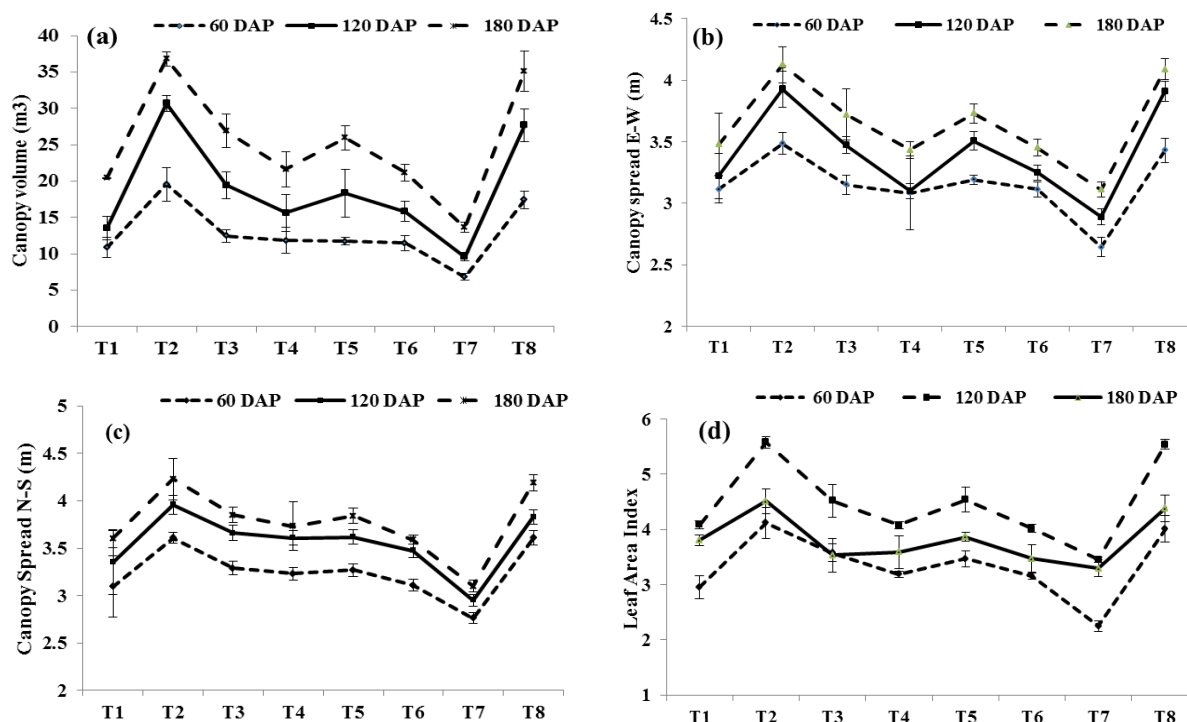 (a)
60 DAP 120 DAP 180 DAP
Canopy volume (m3)
40
35
30
25
20
15
10
5
0
T1 T2 T3 T4 T5 T6 T7 T8
(b)
60 DAP 120 DAP 180 DAP
Canopy spread E-W (m)
4.5
4
3.5
3
2.5
2
T1 T2 T3 T4 T5 T6 T7 T8
(c)
60 DAP 120 DAP 180 DAP
Canopy Spread N-S (m)
5
4.5
4
3.5
3
2.5
2
T1 T2 T3 T4 T5 T6 T7 T8
(d)
60 DAP 120 DAP 180 DAP
Leaf Area Index
6
5
4
3
2
1
T1 T2 T3 T4 T5 T6 T7 T8